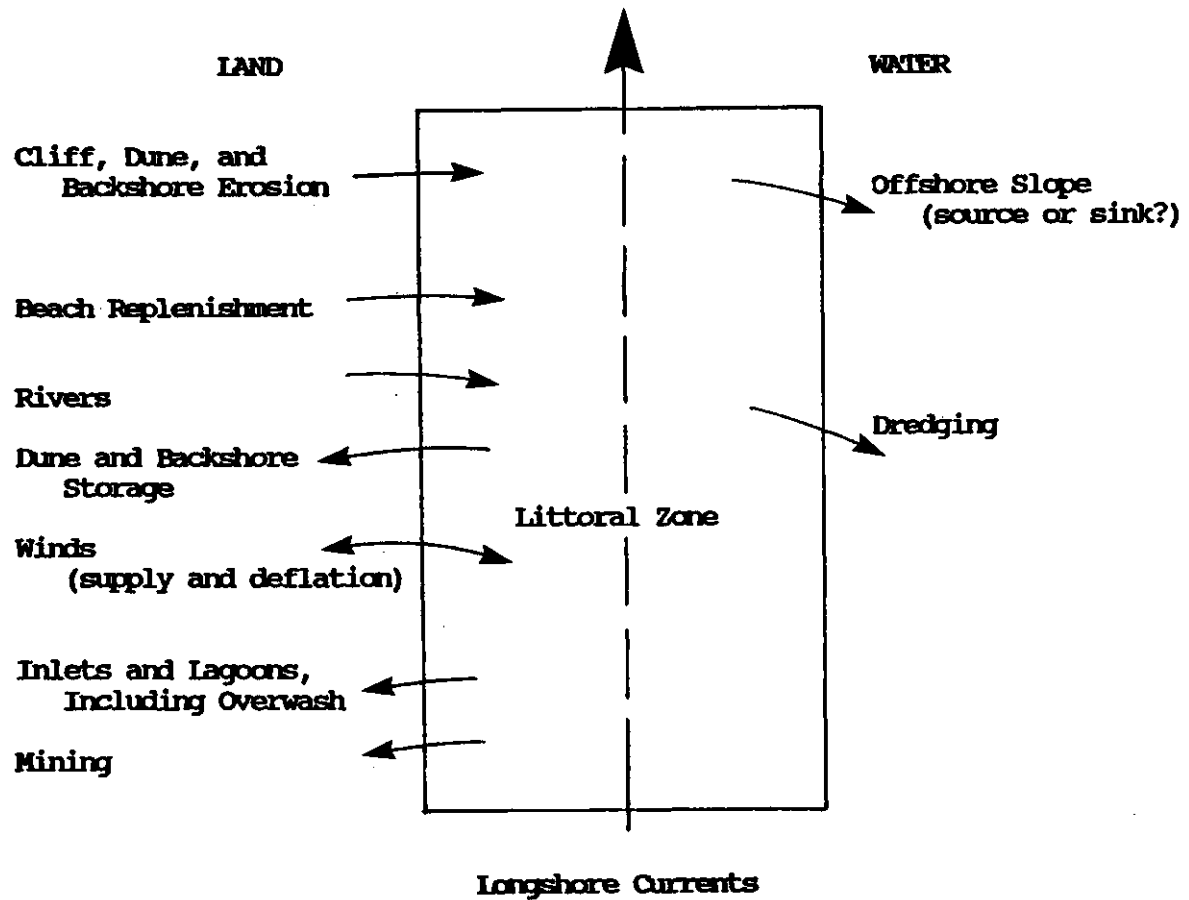 LAND
WATER
Cliff, Dune, and
Backshore Erosion
Offshore Slope
(source or sink?)
Beach Replenishment
Rivers
Dredging
Dune and Backshore
Storage
Littoral Zone
Winds
(supply and deflation)
Inlets and Lagoons,
Including Overwash
Mining
Longshore Currents